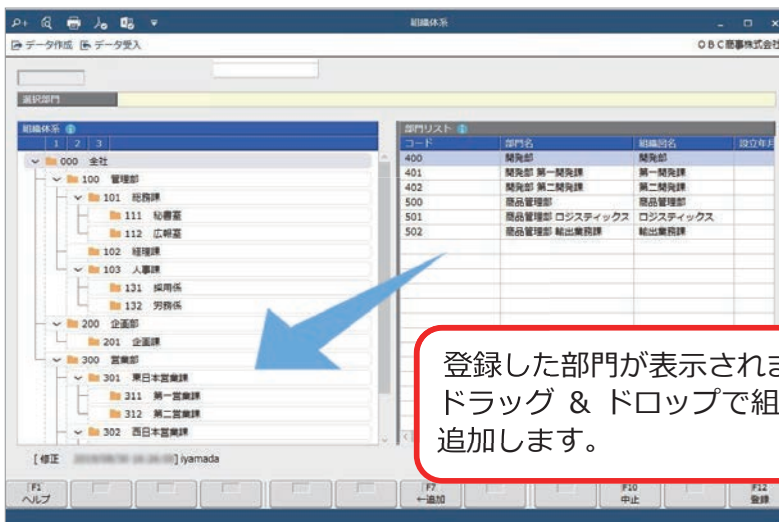 組織体系
データ作成 データ受入 OBC商事株式会社
選択部門
組織体系
1 2 3
000 全社
100 管理部
101 総務課
111 秘書室
112 広報室
102 経理課
103 人事課
131 採用係
132 労務係
200 企画部
201 企画課
300 営業部
301 東日本営業課
311 第一営業課
312 第二営業課
302 西日本営業課
部門リスト
コード 部門名 組織図名 設立年月
400 開発部 開発部
401 開発部 第一開発課 第一開発課
402 開発部 第二開発課 第二開発課
500 商品管理部 商品管理部
501 商品管理部 ロジスティックス ロジスティックス
502 商品管理部 輸出業務課 輸出業務課
登録した部門が表示されま
ドラッグ & ドロップで組
追加します。
[修正 ] iyamada
F1 F7 F10 F12
ヘルプ ←追加 中止 登録